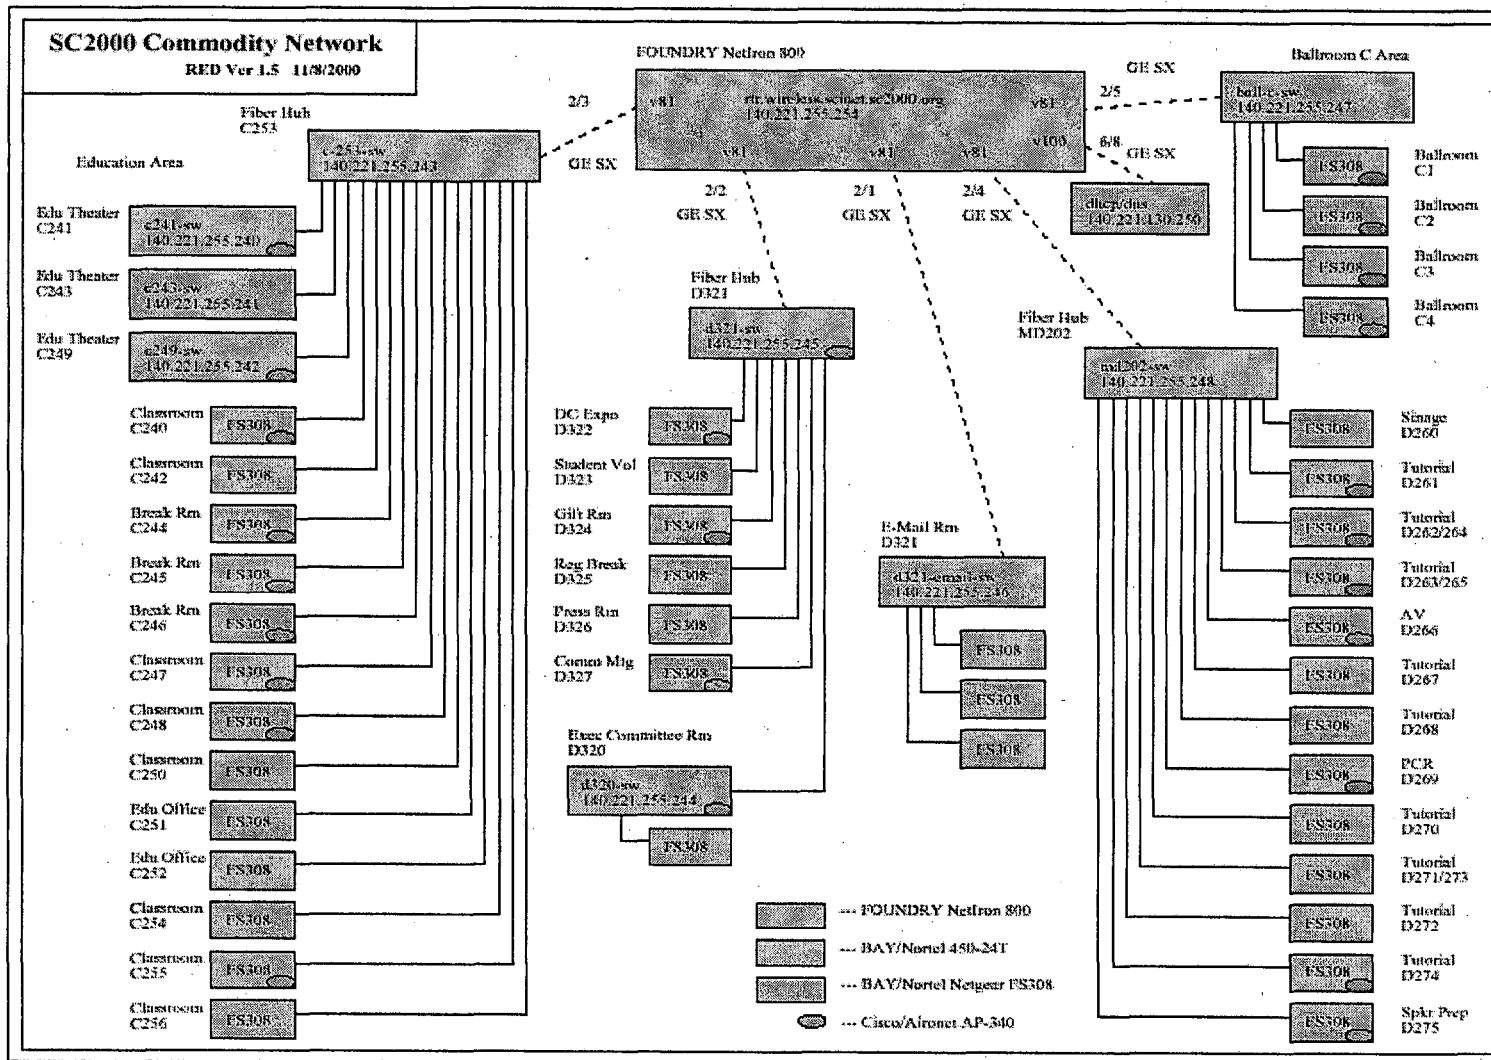 SC2000 Commodity Network
RED Ver 1.5 11/8/2000
FOUNDRY NetIron 800
v81
rtr.wireless.scinet.sc2000.org
140.221.255.254
v81
v100
v81
v81
v81
2/3
GE SX
2/2
GE SX
2/1
GE SX
2/4
GE SX
GE SX
2/5
6/8
GE SX
dhcp/dns
140.221.130.250
Fiber Hub
C253
c-253-sw
140.221.255.243
Education Area
Edu Theater
C241
c241-sw
140.221.255.240
Edu Theater
C243
c243-sw
140.221.255.241
Edu Theater
C249
c249-sw
140.221.255.242
Classroom
C240
FS308
Classroom
C242
FS308
Break Rm
C244
FS308
Break Rm
C245
FS308
Break Rm
C246
FS308
Classroom
C247
FS308
Classroom
C248
FS308
Classroom
C250
FS308
Edu Office
C251
FS308
Edu Office
C252
FS308
Classroom
C254
FS308
Classroom
C255
FS308
Classroom
C256
FS308
Fiber Hub
D321
d321-sw
140.221.255.245
DC Expo
D322
FS308
Student Vol
D323
FS308
Gift Rm
D324
FS308
Reg Break
D325
FS308
Press Rm
D326
FS308
Comm Mtg
D327
FS308
Exec Committee Rm
D320
d320-sw
140.221.255.244
FS308
E-Mail Rm
D321
d321-email-sw
140.221.255.246
FS308
FS308
FS308
Ballroom C Area
ball-c-sw
140.221.255.247
FS308
Ballroom
C1
FS308
Ballroom
C2
FS308
Ballroom
C3
FS308
Ballroom
C4
Fiber Hub
MD202
md202-sw
140.221.255.248
FS308
Sinage
D260
FS308
Tutorial
D261
FS308
Tutorial
D262/264
FS308
Tutorial
D263/265
FS308
AV
D266
FS308
Tutorial
D267
FS308
Tutorial
D268
FS308
PCR
D269
FS308
Tutorial
D270
FS308
Tutorial
D271/273
FS308
Tutorial
D272
FS308
Tutorial
D274
FS308
Spkr Prep
D275
--- FOUNDRY NetIron 800
--- BAY/Nortel 450-24T
--- BAY/Nortel Netgear FS308
--- Cisco/Aironet AP-340